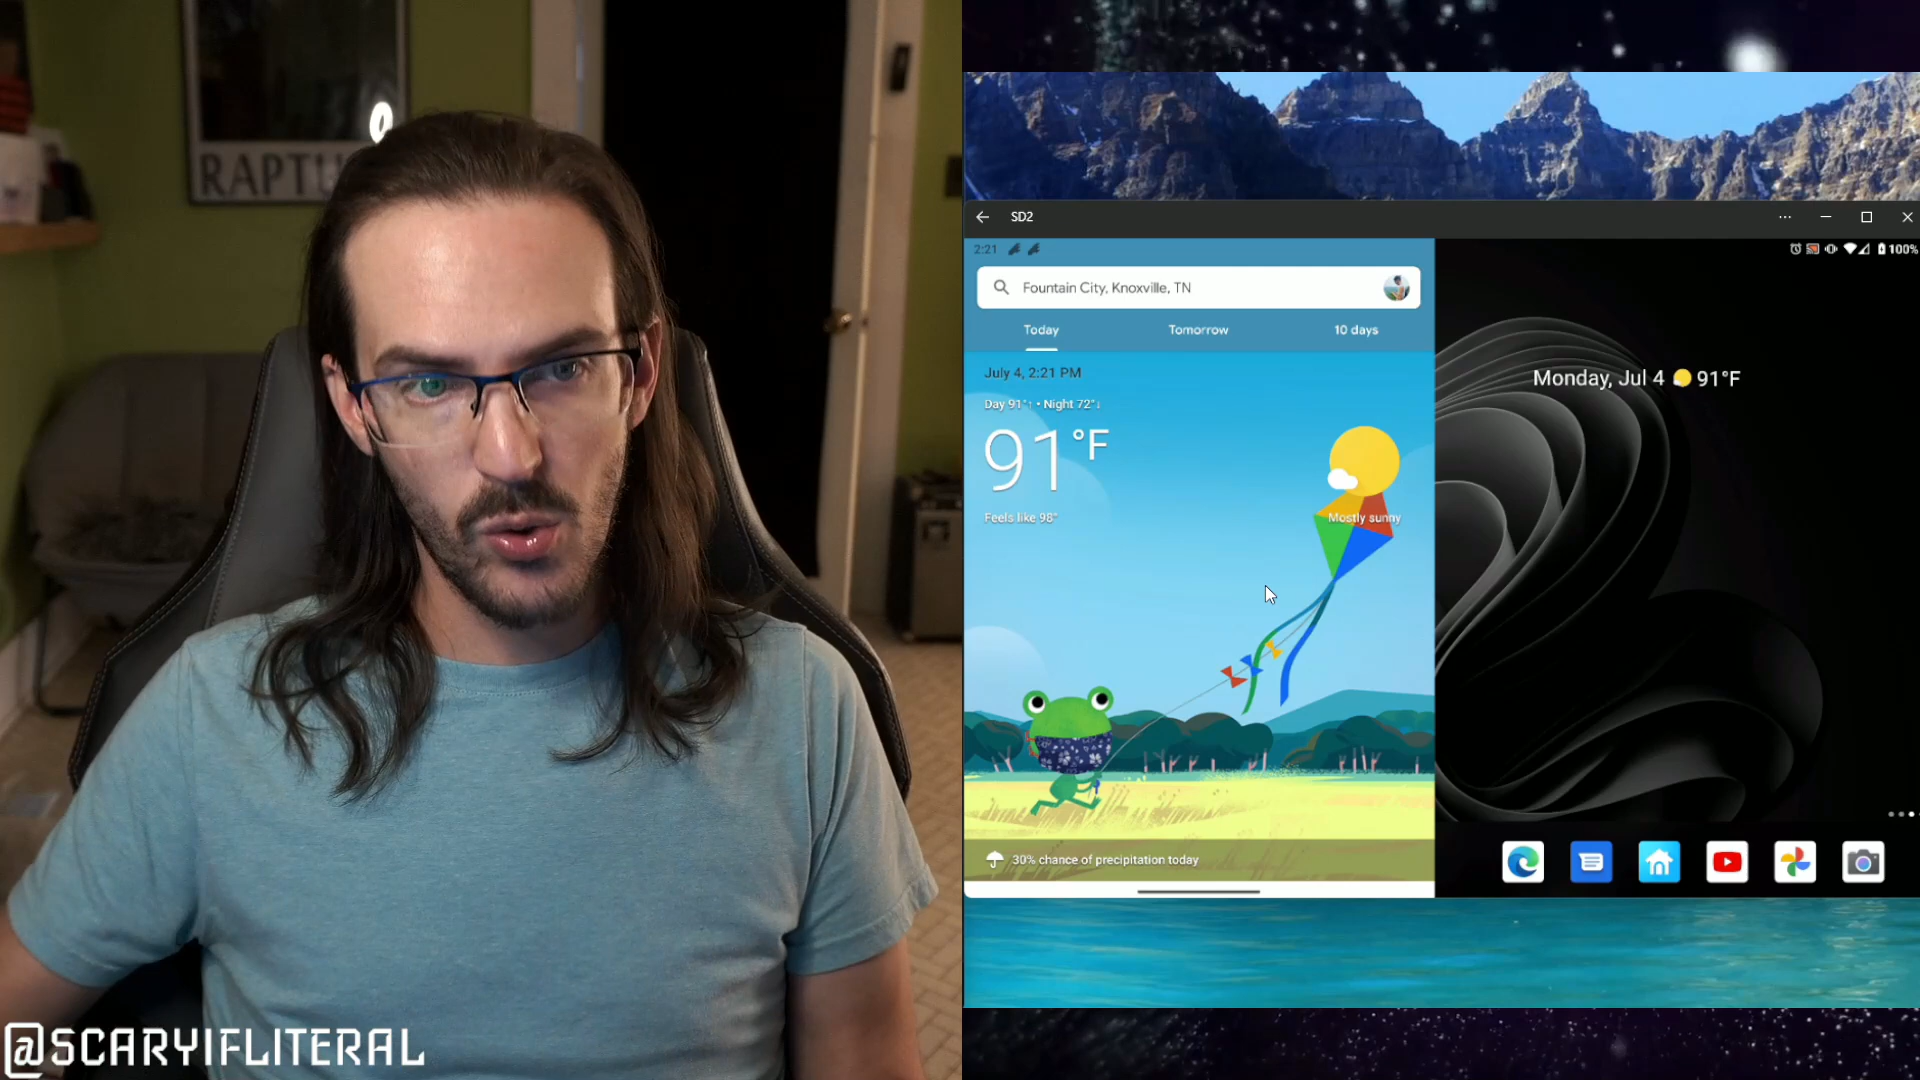 RAPTU
@SCARYIFLITERAL
SD2
2:21
100%
Fountain City, Knoxville, TN
Today
Tomorrow
10 days
July 4, 2:21 PM
Day 91°↑ • Night 72°↓
91°F
Feels like 98°
Mostly sunny
30% chance of precipitation today
Monday, Jul 4 91°F